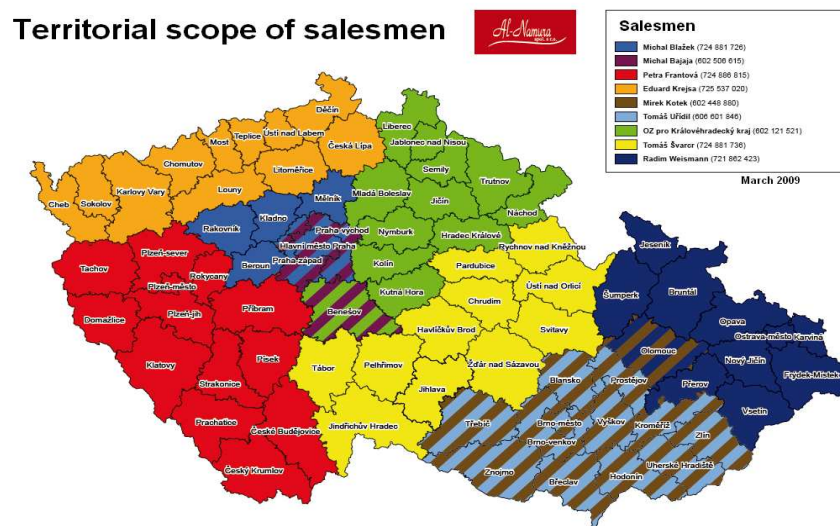 Territorial scope of salesmen
Al-Namura
spol. s r.o.
Salesmen
Michal Blažek (724 881 726)
Michal Bajaja (602 506 615)
Petra Frantová (724 886 815)
Eduard Krejsa (725 537 020)
Mirek Kotek (602 448 880)
Tomáš Uřídil (606 601 846)
OZ pro Královéhradecký kraj (602 121 521)
Tomáš Švarcr (724 881 736)
Radim Weismann (721 862 423)
March 2009
Děčín
Ústí nad Labem
Teplice
Most
Česká Lípa
Chomutov
Litoměřice
Louny
Karlovy Vary
Sokolov
Cheb
Liberec
Jablonec nad Nisou
Semily
Trutnov
Mladá Boleslav
Jičín
Náchod
Nymburk
Hradec Králové
Kolín
Kutná Hora
Mělník
Kladno
Rakovník
Beroun
Praha-východ
Hlavní město Praha
Praha-západ
Benešov
Rychnov nad Kněžnou
Pardubice
Ústí nad Orlicí
Chrudim
Svitavy
Havlíčkův Brod
Žďár nad Sázavou
Pelhřimov
Tábor
Jihlava
Jindřichův Hradec
Plzeň-sever
Tachov
Rokycany
Plzeň-město
Plzeň-jih
Domažlice
Příbram
Klatovy
Písek
Strakonice
Prachatice
České Budějovice
Český Krumlov
Jeseník
Šumperk
Bruntál
Opava
Ostrava-město
Karviná
Nový Jičín
Frýdek-Místek
Olomouc
Přerov
Vsetín
Blansko
Prostějov
Třebíč
Brno-město
Vyškov
Kroměříž
Brno-venkov
Zlín
Znojmo
Uherské Hradiště
Hodonín
Břeclav